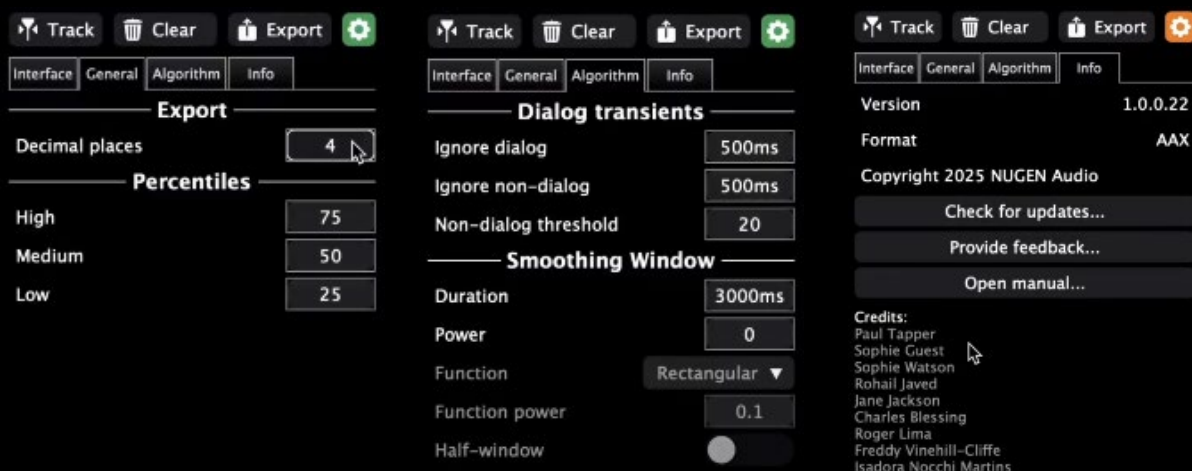 Track Clear Export
Interface General Algorithm Info
Export
Decimal places 4
Percentiles
High 75
Medium 50
Low 25
Track Clear Export
Interface General Algorithm Info
Dialog transients
Ignore dialog 500ms
Ignore non-dialog 500ms
Non-dialog threshold 20
Smoothing Window
Duration 3000ms
Power 0
Function Rectangular
Function power 0.1
Half-window
Track Clear Export
Interface General Algorithm Info
Version 1.0.0.22
Format AAX
Copyright 2025 NUGEN Audio
Check for updates...
Provide feedback...
Open manual...
Credits:
Paul Tapper
Sophie Guest
Sophie Watson
Rohail Javed
Jane Jackson
Charles Blessing
Roger Lima
Freddy Vinehill-Cliffe
Isadora Nocchi Martins